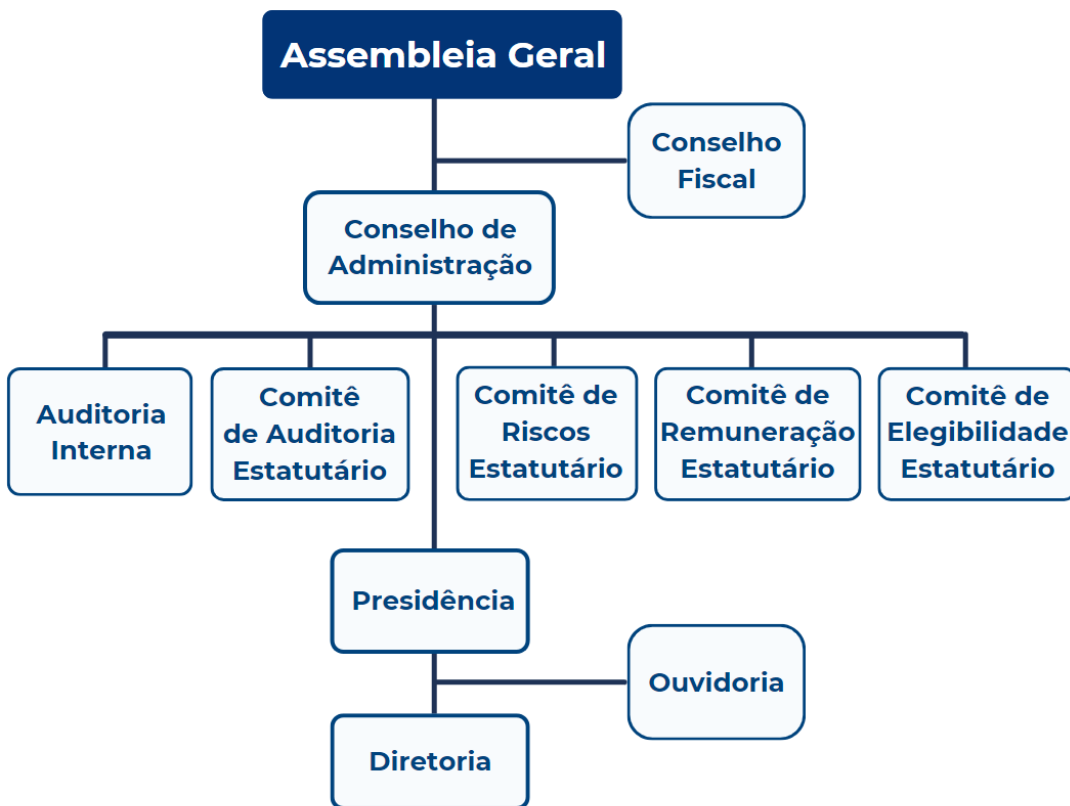 Assembleia Geral
Conselho
Fiscal
Conselho de
Administração
Auditoria
Interna
Comitê
de Auditoria
Estatutário
Comitê de
Riscos
Estatutário
Comitê de
Remuneração
Estatutário
Comitê de
Elegibilidade
Estatutário
Presidência
Ouvidoria
Diretoria